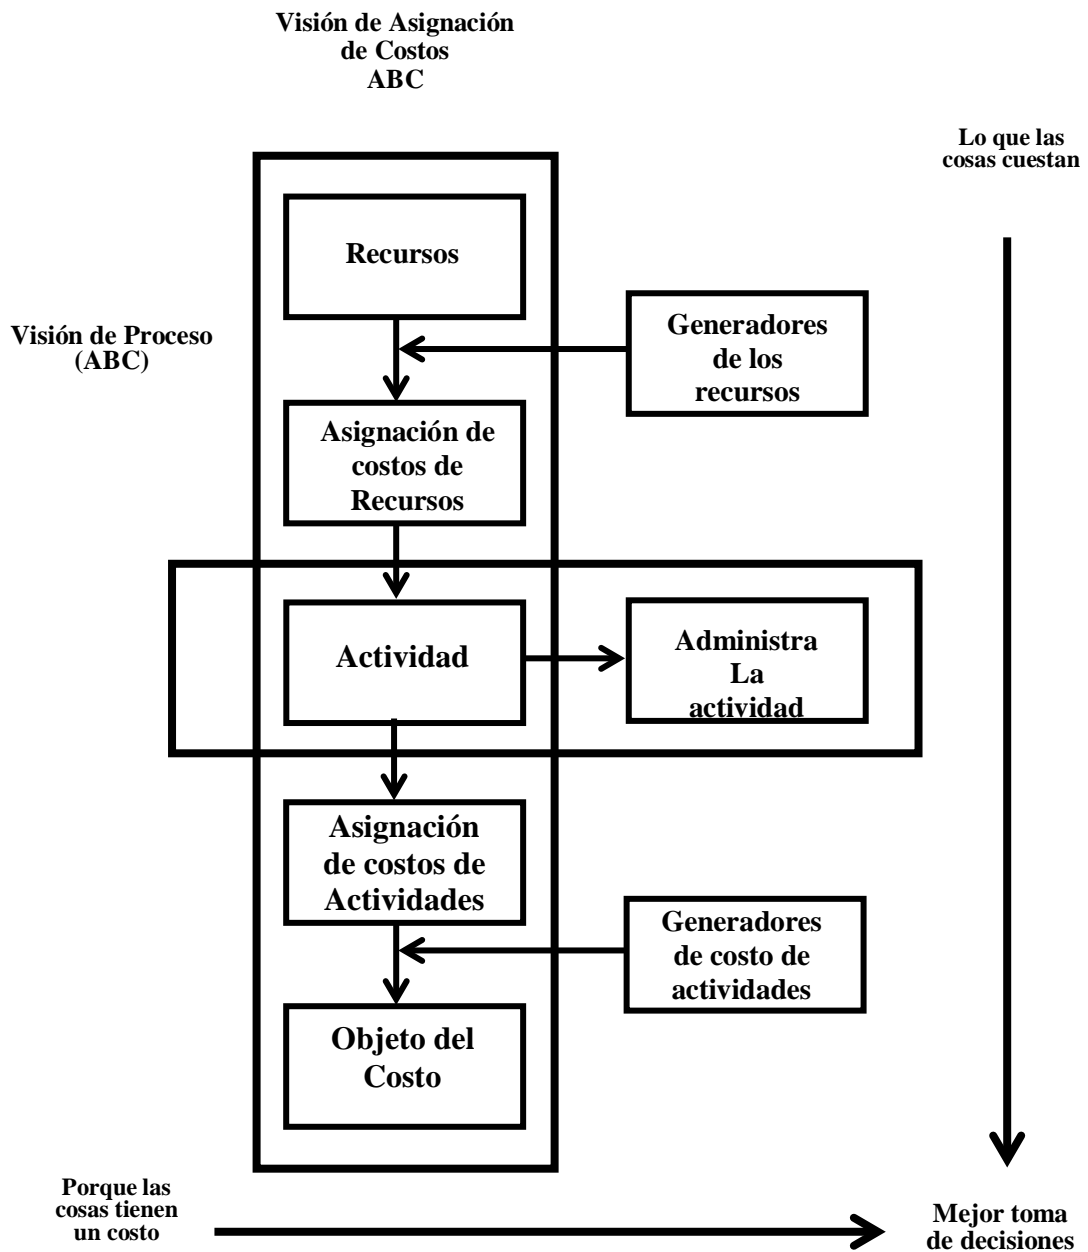 Visión de Asignación
de Costos
ABC
Lo que las
cosas cuestan
Recursos
Visión de Proceso
(ABC)
Generadores
de los
recursos
Asignación de
costos de
Recursos
Actividad
Administra
La
actividad
Asignación
de costos de
Actividades
Generadores
de costo de
actividades
Objeto del
Costo
Porque las
cosas tienen
un costo
Mejor toma
de decisiones